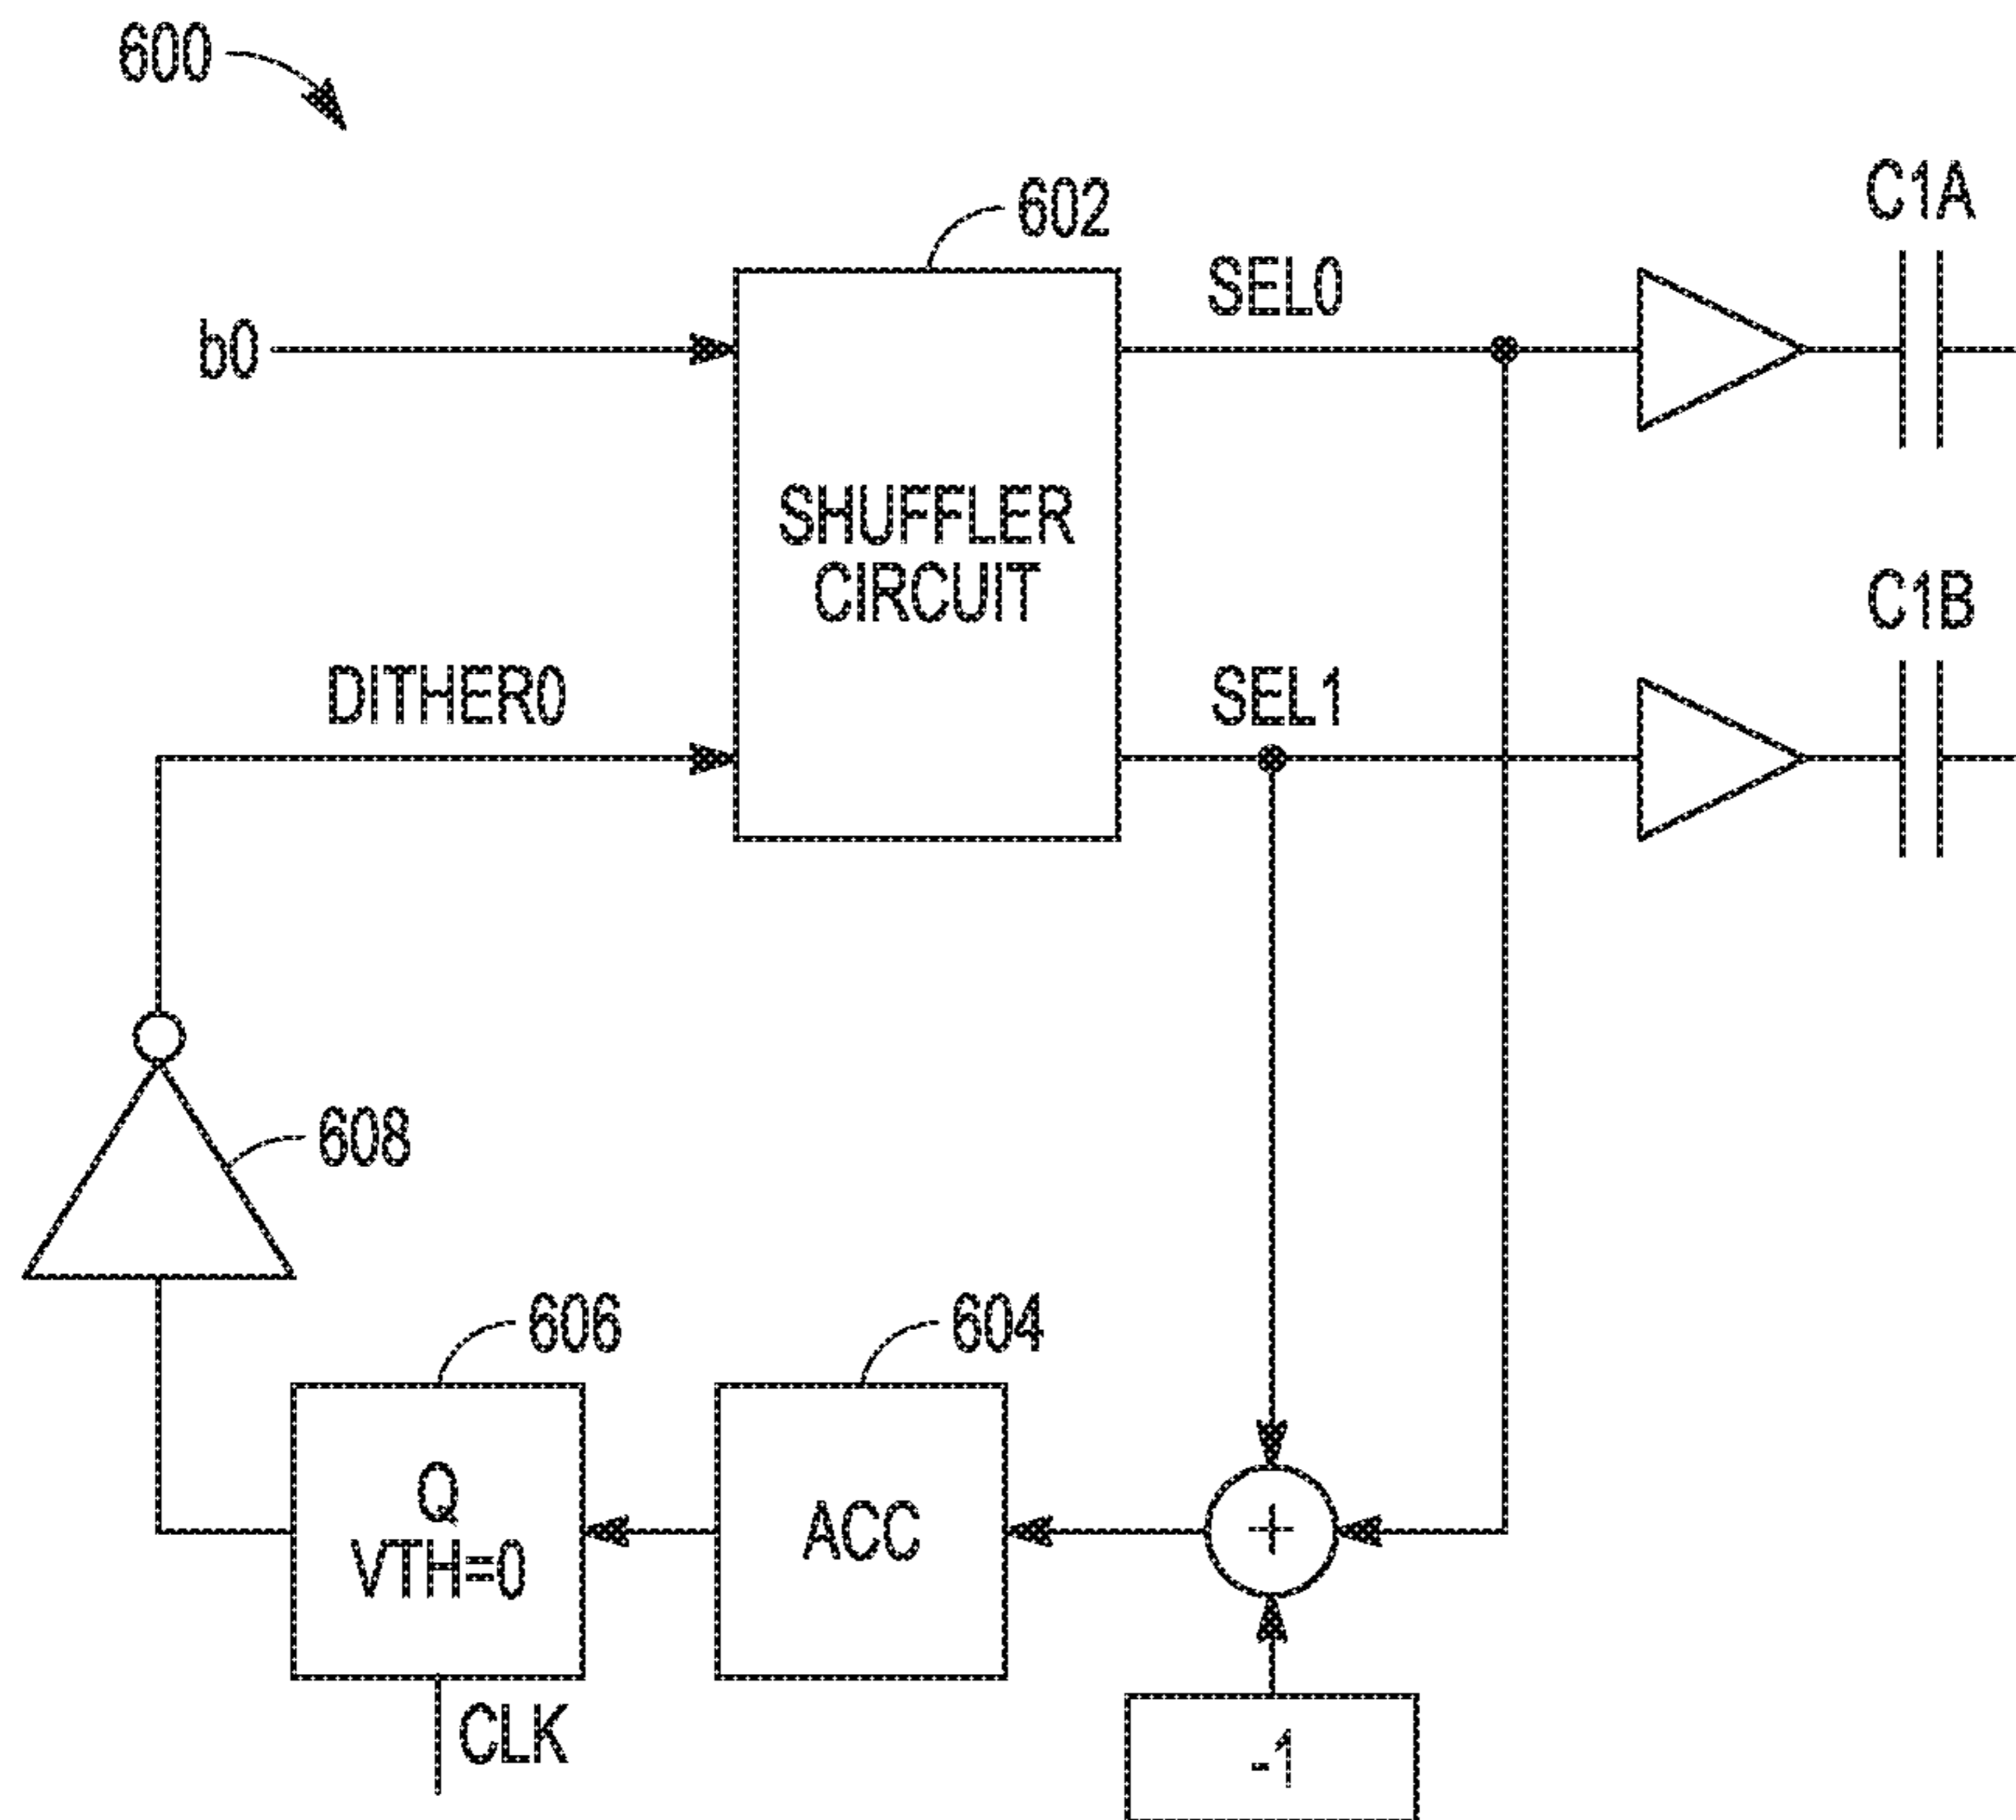 600
602
C1A
SEL0
b0
SHUFFLER
CIRCUIT
C1B
DITHER0
SEL1
608
606
604
Q
VTH=0
ACC
+
CLK
-1